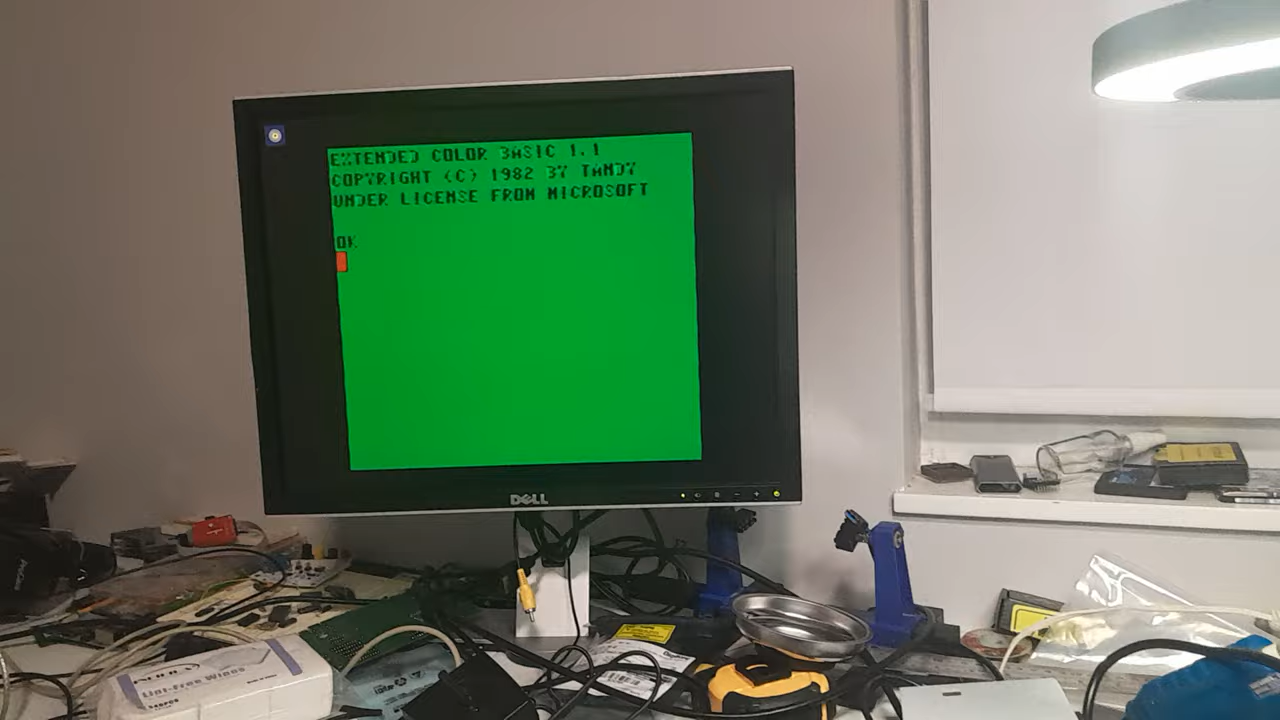 EXTENDED COLOR BASIC 1.1
COPYRIGHT (C) 1982 BY TANDY
UNDER LICENSE FROM MICROSOFT
OK
DELL
Lint-Free Wipes